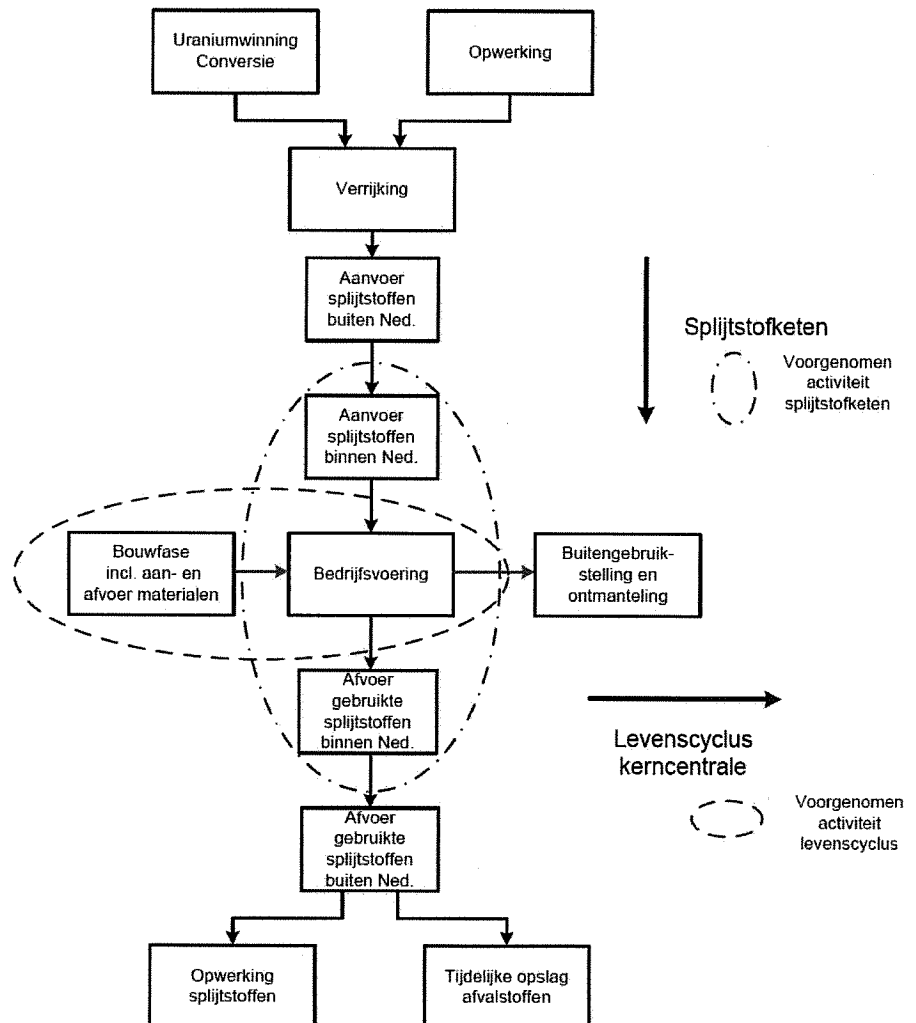 Uraniumwinning
Conversie
Opwerking
Verrijking
Aanvoer
splijtstoffen
buiten Ned.
Splijtstofketen
Voorgenomen
activiteit
splijtstofketen
Aanvoer
splijtstoffen
binnen Ned.
Bouwfase
incl. aan- en
afvoer materialen
Bedrijfsvoering
Buitengebruik-
stelling en
ontmanteling
Afvoer
gebruikte
splijtstoffen
binnen Ned.
Levenscyclus
kerncentrale
Voorgenomen
activiteit
levenscyclus
Afvoer
gebruikte
splijtstoffen
buiten Ned.
Opwerking
splijtstoffen
Tijdelijke opslag
afvalstoffen